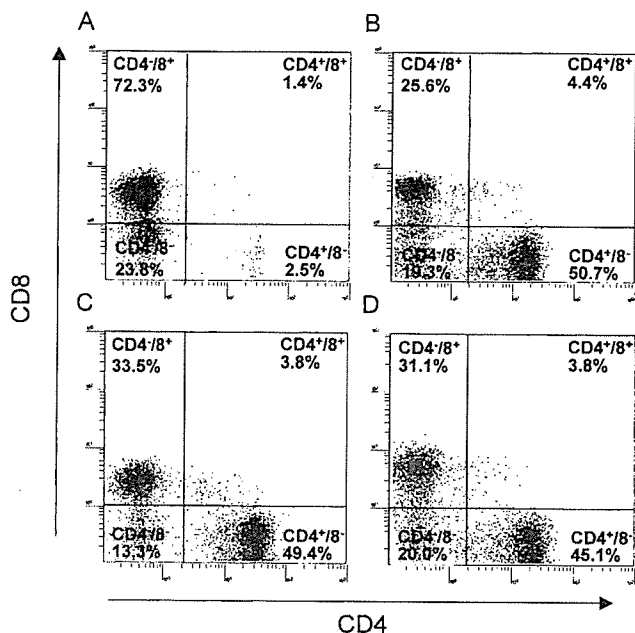 A
CD4-/8+
72.3%
CD4+/8+
1.4%
CD4-/8-
23.8%
CD4+/8-
2.5%
B
CD4-/8+
25.6%
CD4+/8+
4.4%
CD4-/8-
19.3%
CD4+/8-
50.7%
C
CD4-/8+
33.5%
CD4+/8+
3.8%
CD4-/8-
13.3%
CD4+/8-
49.4%
D
CD4-/8+
31.1%
CD4+/8+
3.8%
CD4-/8-
20.0%
CD4+/8-
45.1%
CD8
CD4